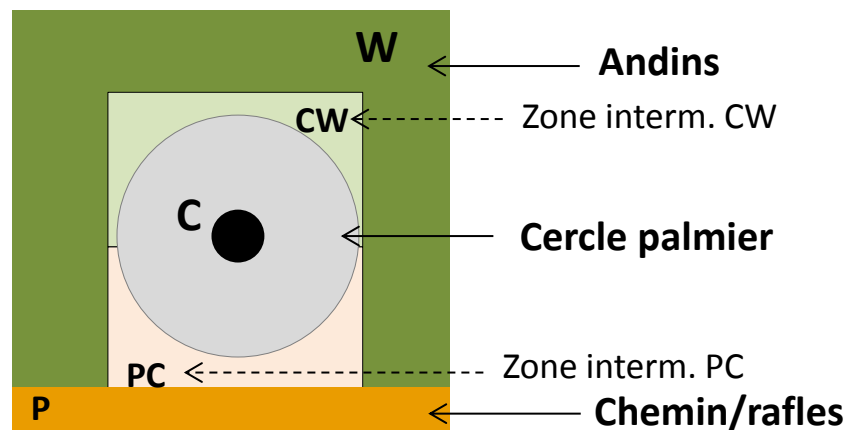 W
Andins
CW
Zone interm. CW
C
Cercle palmier
PC
Zone interm. PC
P
Chemin/rafles